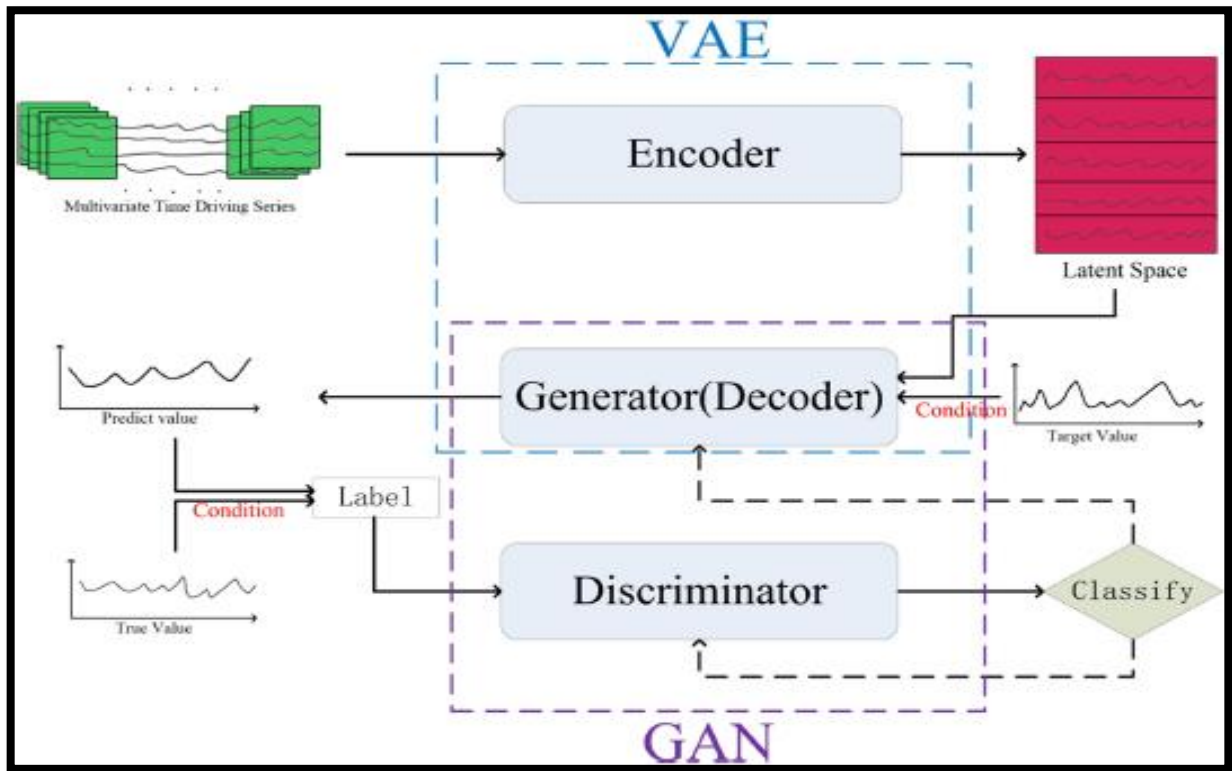 VAE
Encoder
Multivariate Time Driving Series
Latent Space
Generator(Decoder)
Condition
Predict value
Target Value
Label
Condition
Discriminator
Classify
True Value
GAN